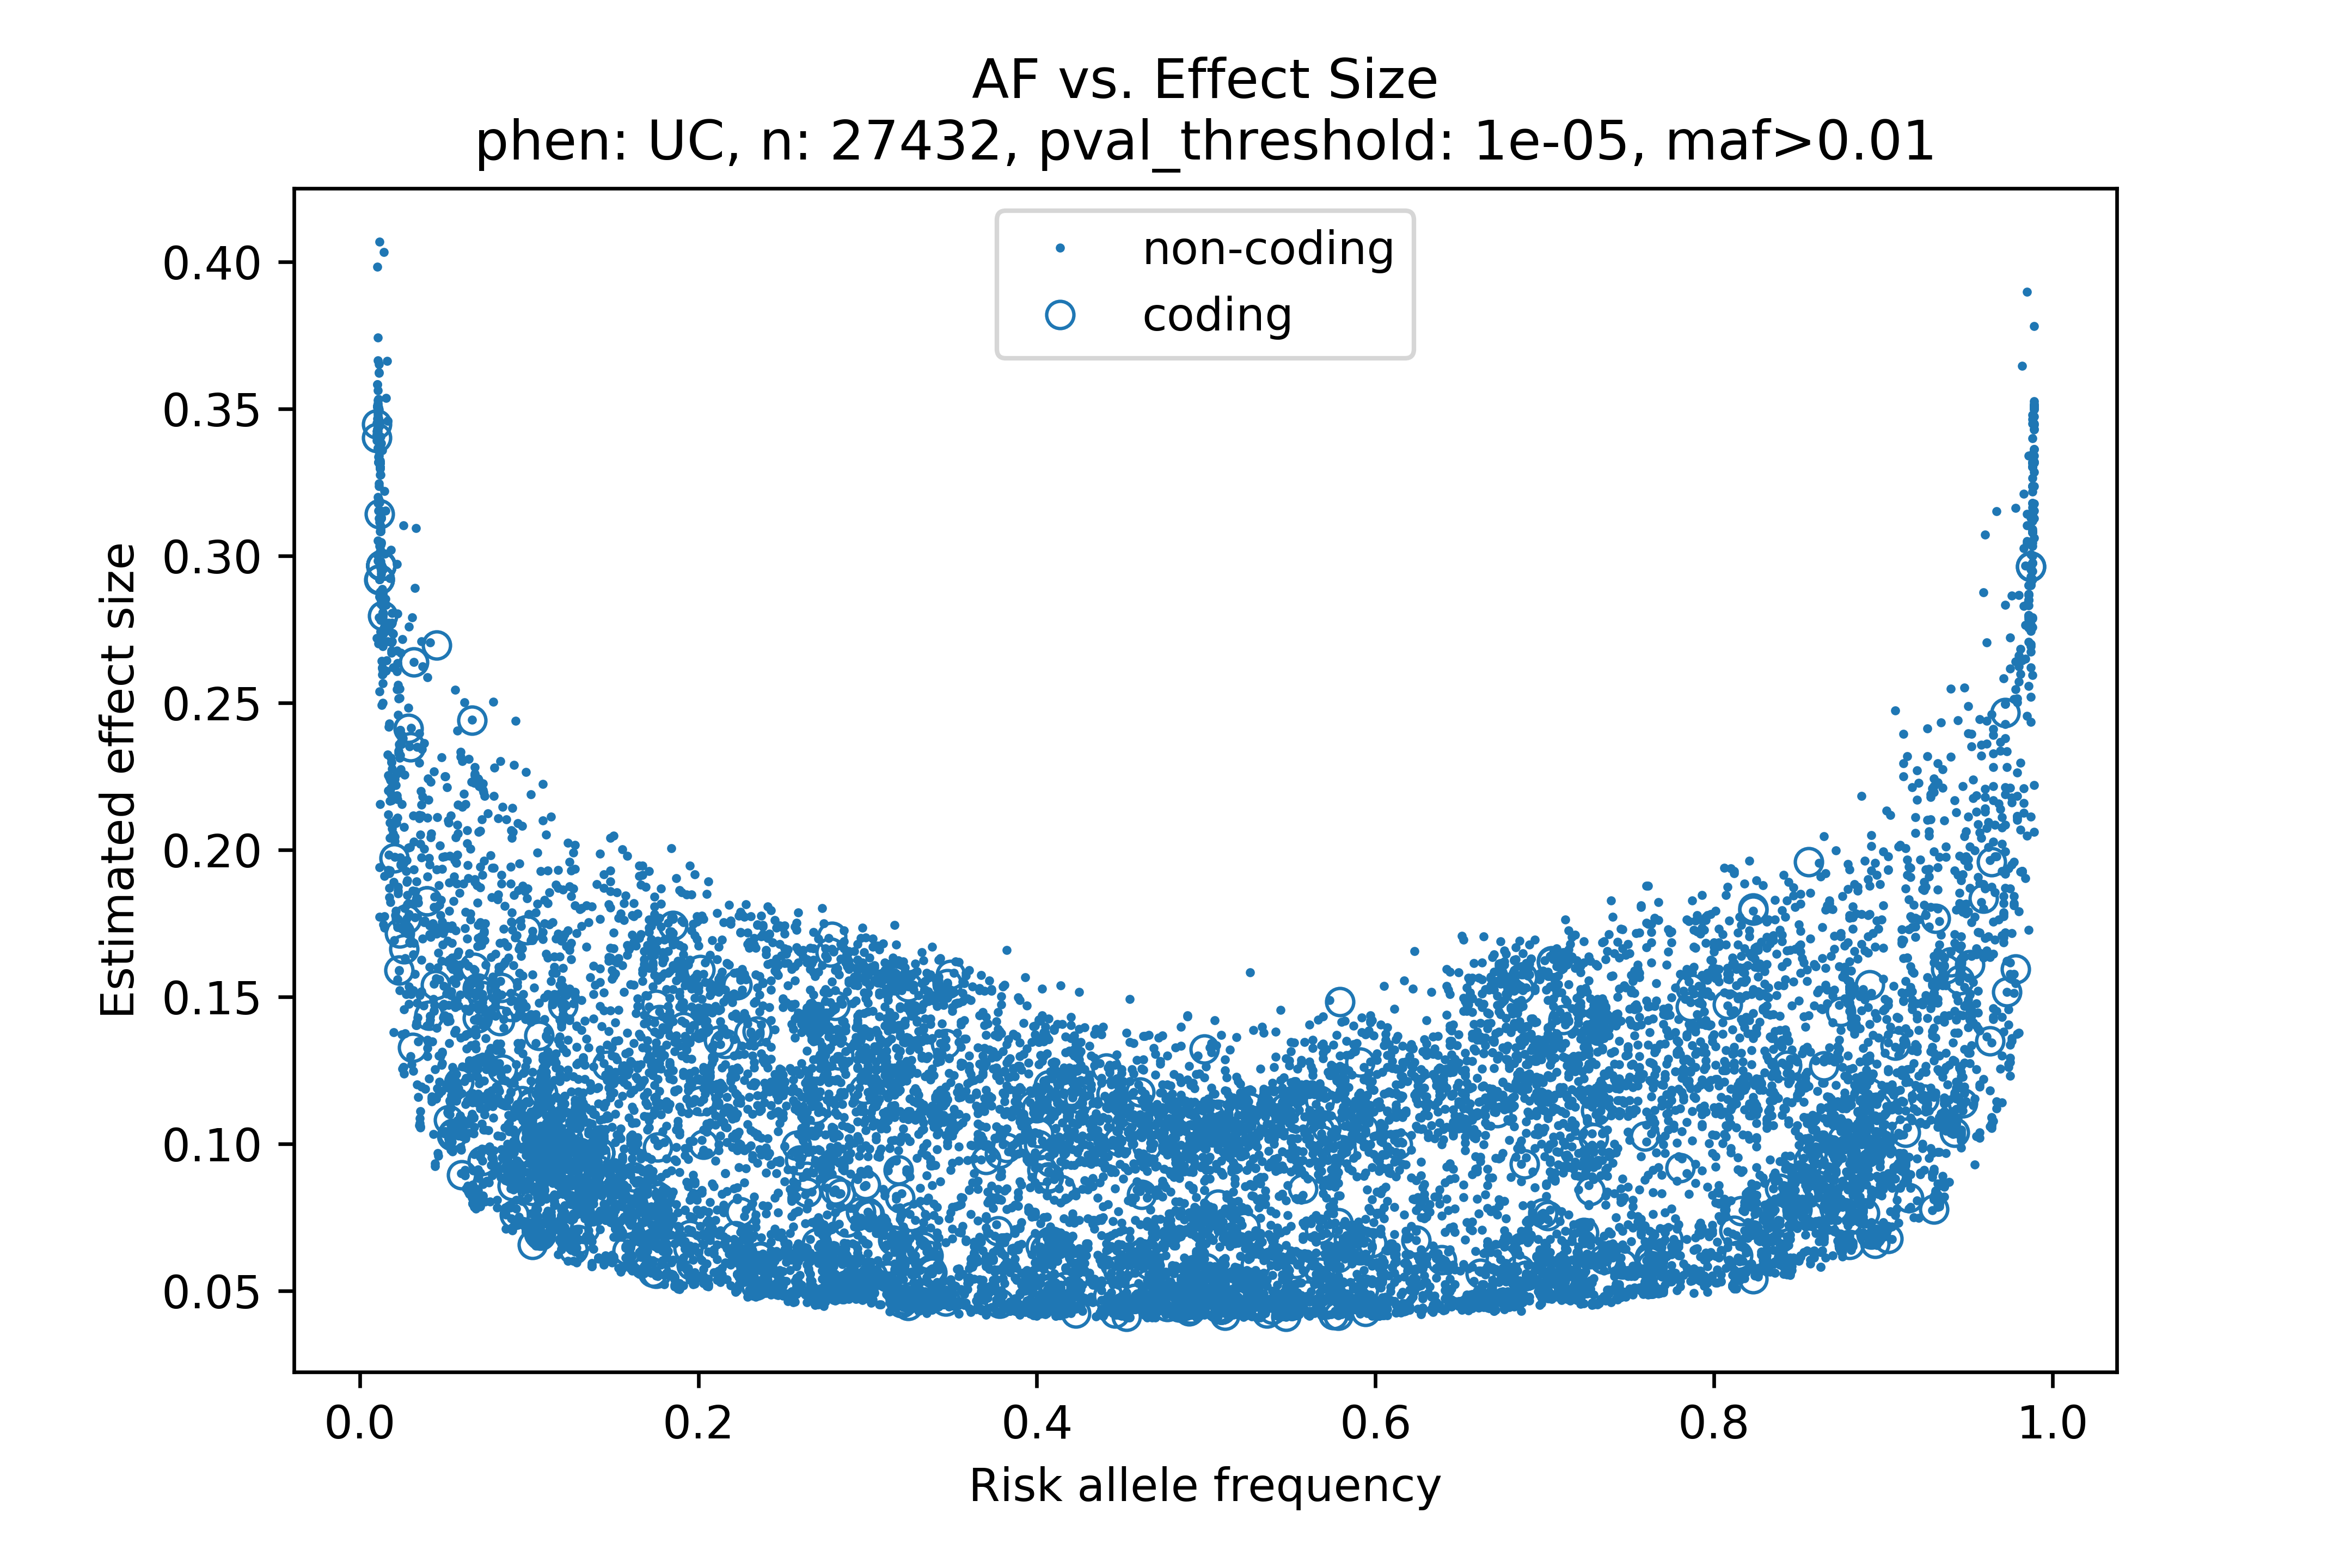 AF vs. Effect Size
phen: UC, n: 27432, pval_threshold: 1e-05, maf>0.01
non-coding
coding
0.40
0.35
0.30
0.25
0.20
0.15
0.10
0.05
Estimated effect size
0.0 0.2 0.4 0.6 0.8 1.0
Risk allele frequency